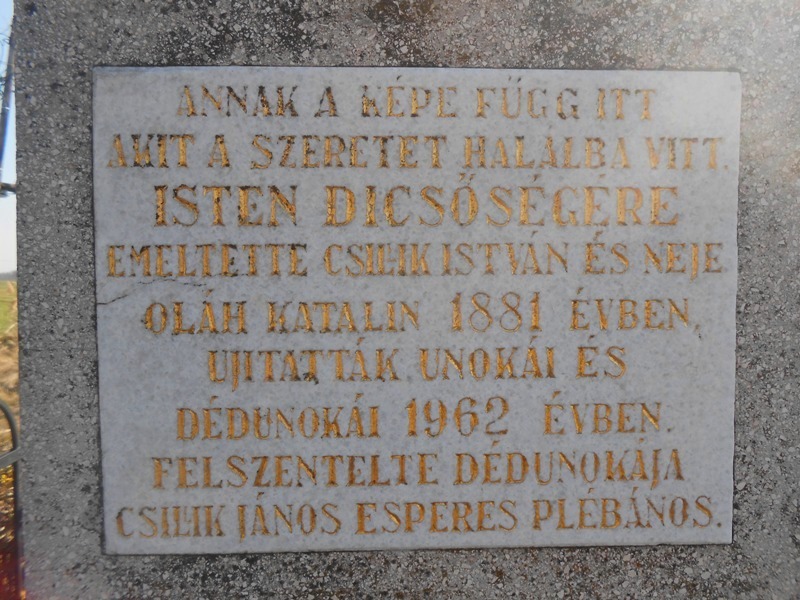 ANNAK A KÉPE FÜGG ITT
AKIT A SZERETET HALÁLBA VITT.
ISTEN DICSŐSÉGÉRE
EMELTETTE CSILIK ISTVÁN ÉS NEJE
OLÁH KATALIN 1881 ÉVBEN,
UJITATTÁK UNOKÁI ÉS
DÉDUNOKÁI 1962 ÉVBEN.
FELSZENTELTE DÉDUNOKÁJA
CSILIK JÁNOS ESPERES PLÉBÁNOS.